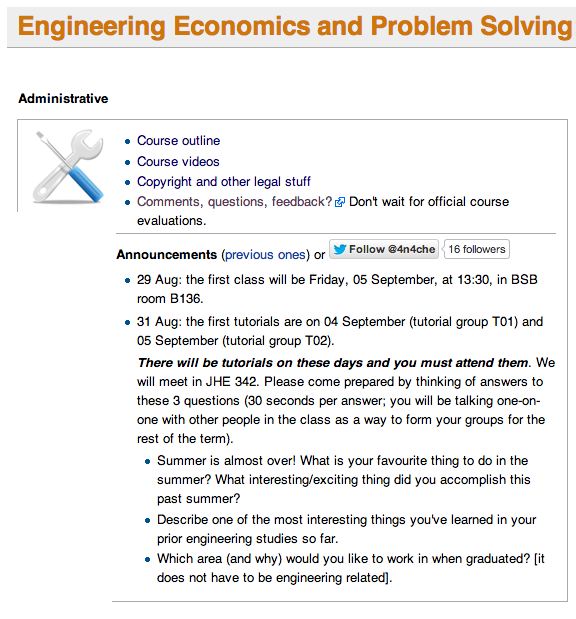 Engineering Economics and Problem Solving
Administrative
Course outline
Course videos
Copyright and other legal stuff
Comments, questions, feedback? Don't wait for official course
evaluations.
Announcements (previous ones) or Follow @4n4che 16 followers
29 Aug: the first class will be Friday, 05 September, at 13:30, in BSB
room B136.
31 Aug: the first tutorials are on 04 September (tutorial group T01) and
05 September (tutorial group T02).
There will be tutorials on these days and you must attend them. We
will meet in JHE 342. Please come prepared by thinking of answers to
these 3 questions (30 seconds per answer; you will be talking one-on-
one with other people in the class as a way to form your groups for the
rest of the term).
Summer is almost over! What is your favourite thing to do in the
summer? What interesting/exciting thing did you accomplish this
past summer?
Describe one of the most interesting things you've learned in your
prior engineering studies so far.
Which area (and why) would you like to work in when graduated? [it
does not have to be engineering related].